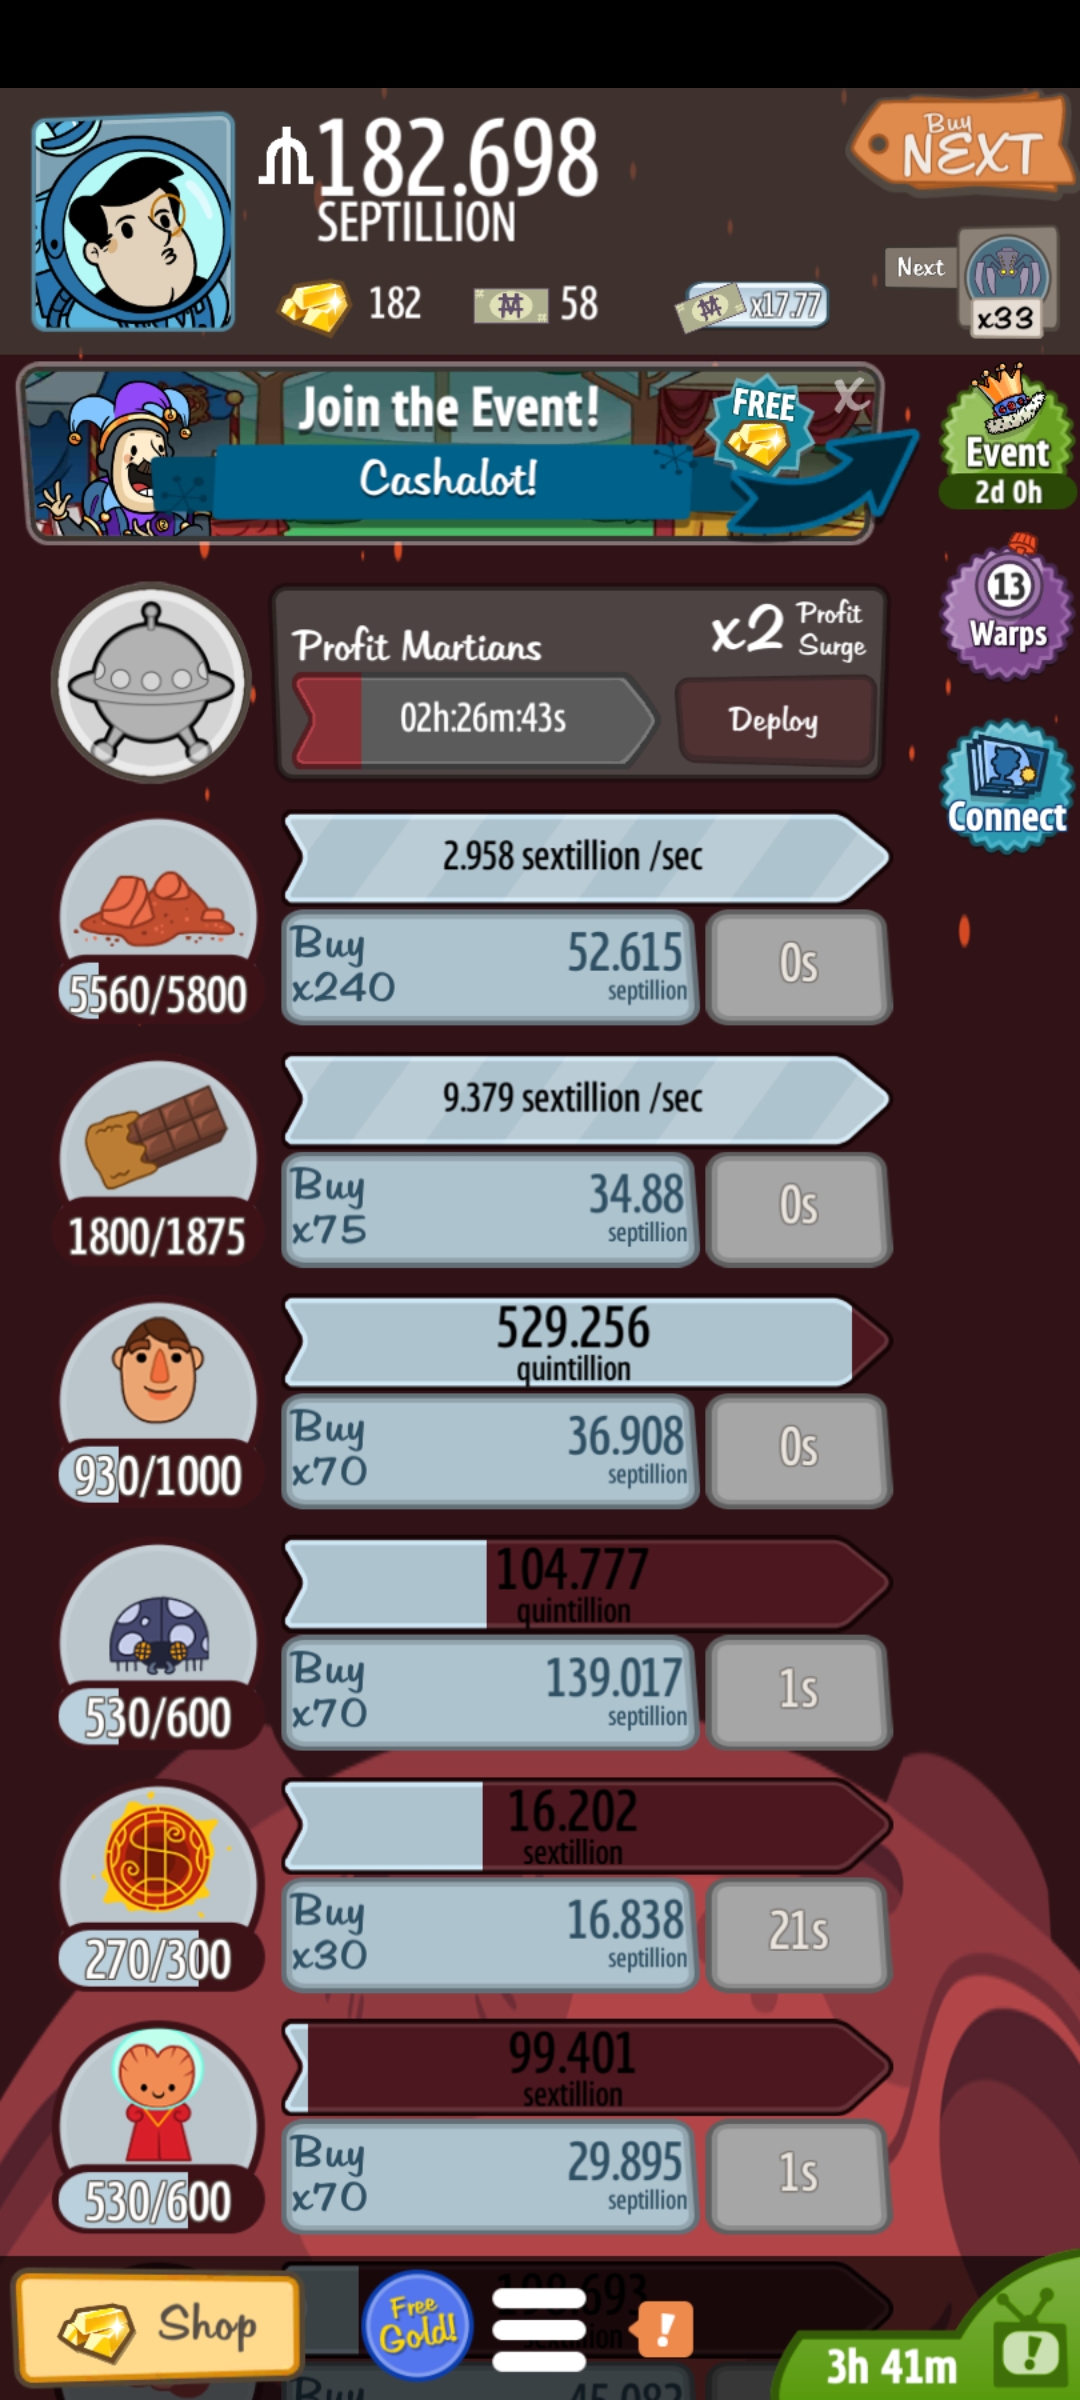 182.698
SEPTILLION
Buy
NEXT
182
58
x17.77
Next
x33
Join the Event!
FREE
X
Cashalot!
Event
2d 0h
13
Warps
Profit Martians
x2 Profit
Surge
02h:26m:43s
Deploy
Connect
2.958 sextillion /sec
Buy
x240
52.615
septillion
0s
5560/5800
9.379 sextillion /sec
Buy
x75
34.88
septillion
0s
1800/1875
529.256
quintillion
Buy
x70
36.908
septillion
0s
930/1000
104.777
quintillion
Buy
x70
139.017
septillion
1s
530/600
16.202
sextillion
Buy
x30
16.838
septillion
21s
270/300
99.401
sextillion
Buy
x70
29.895
septillion
1s
530/600
Shop
Free
Gold!
!
3h 41m
!
Buy